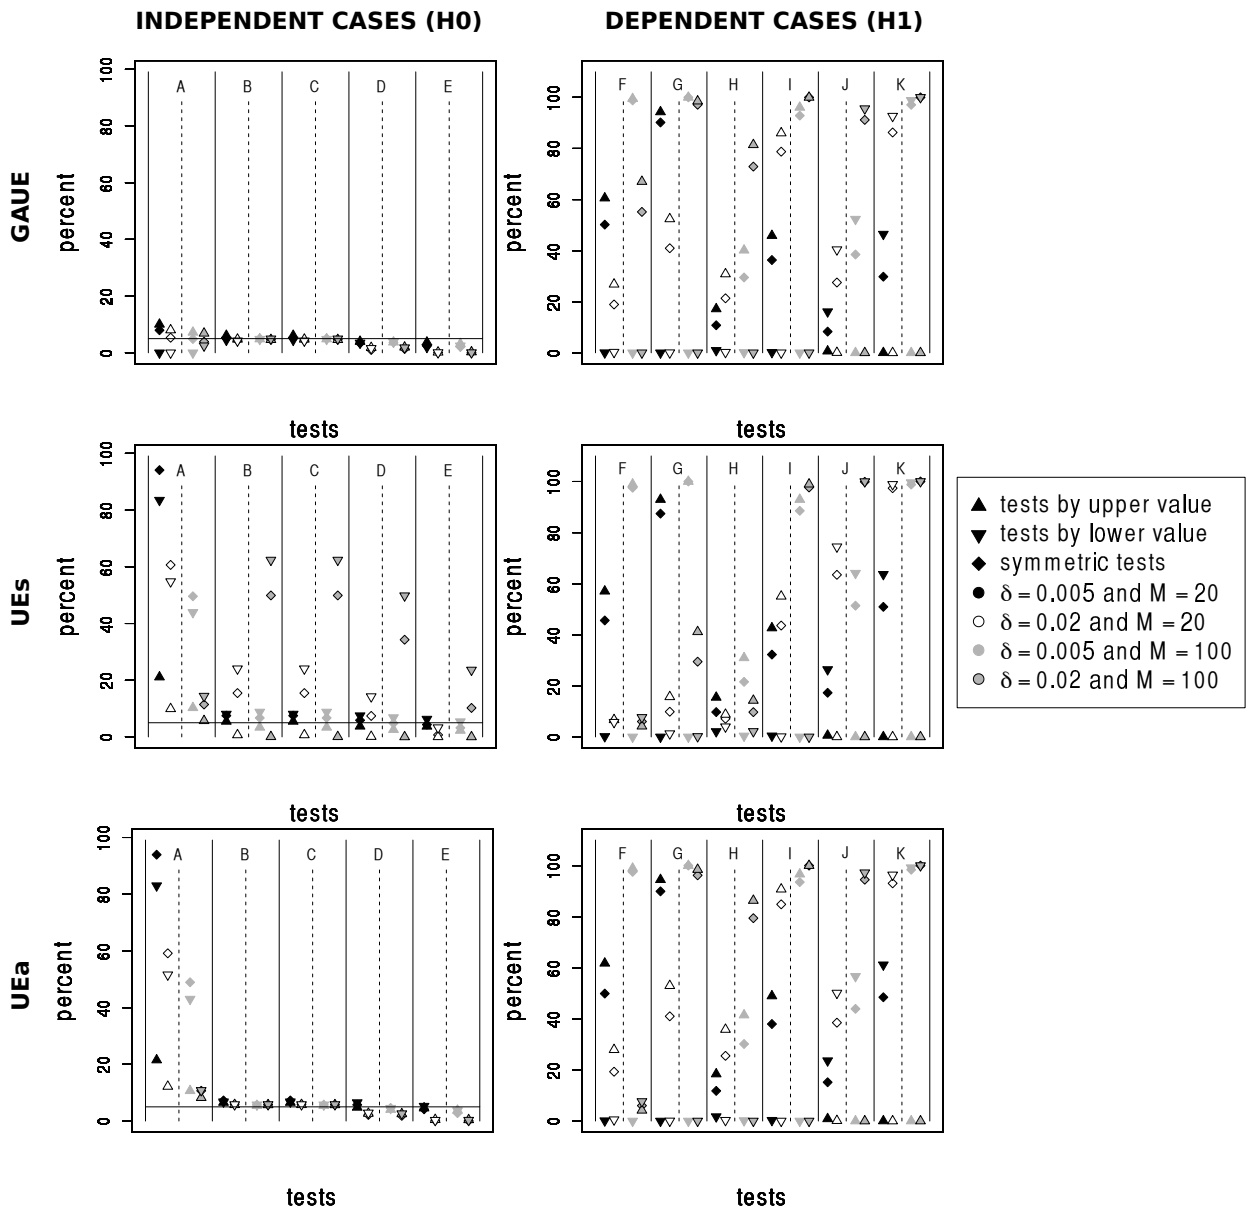 INDEPENDENT CASES (H0)
DEPENDENT CASES (H1)
GAUE
percent
0 20 40 60 80 100
A B C D E
tests
percent
0 20 40 60 80 100
F G H I J K
tests
UEs
percent
0 20 40 60 80 100
A B C D E
tests
percent
0 20 40 60 80 100
F G H I J K
tests
tests by upper value
tests by lower value
symmetric tests
δ = 0.005 and M = 20
δ = 0.02 and M = 20
δ = 0.005 and M = 100
δ = 0.02 and M = 100
UEa
percent
0 20 40 60 80 100
A B C D E
tests
percent
0 20 40 60 80 100
F G H I J K
tests